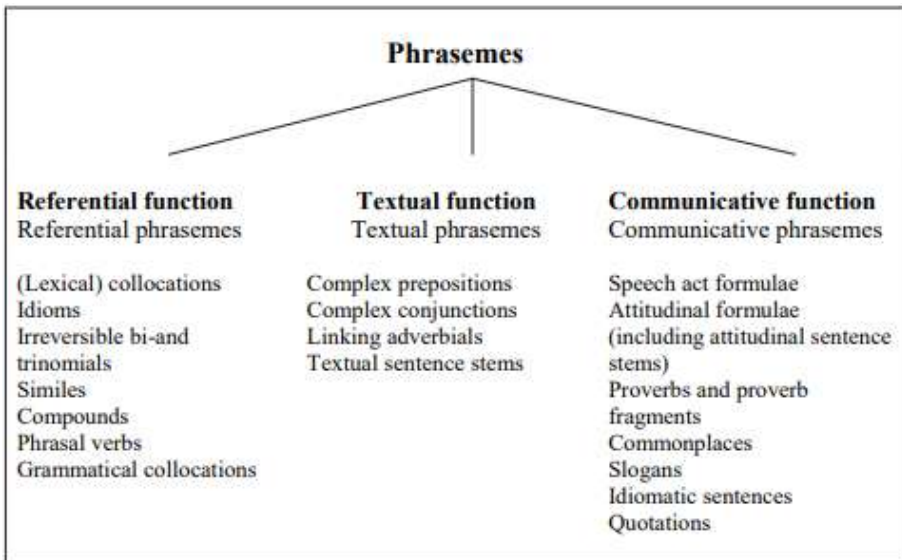 Phrasemes
Referential function
Referential phrasemes
(Lexical) collocations
Idioms
Irreversible bi-and
trinomials
Similes
Compounds
Phrasal verbs
Grammatical collocations
Textual function
Textual phrasemes
Complex prepositions
Complex conjunctions
Linking adverbials
Textual sentence stems
Communicative function
Communicative phrasemes
Speech act formulae
Attitudinal formulae
(including attitudinal sentence
stems)
Proverbs and proverb
fragments
Commonplaces
Slogans
Idiomatic sentences
Quotations